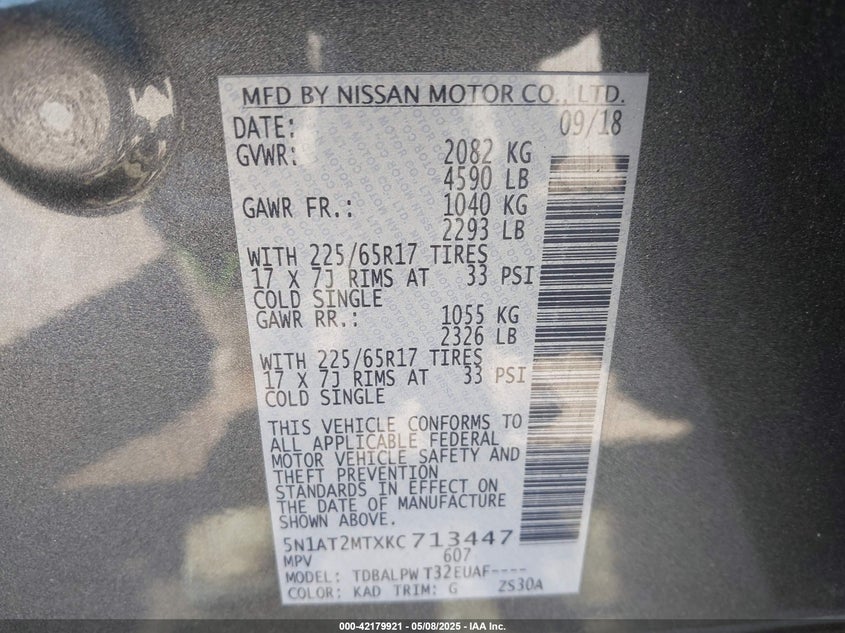 MFD BY NISSAN MOTOR CO., LTD.
DATE: 09/18
GVWR: 2082 KG
4590 LB
GAWR FR.: 1040 KG
2293 LB
WITH 225/65R17 TIRES
17 X 7J RIMS AT 33 PSI
COLD SINGLE
GAWR RR.: 1055 KG
2326 LB
WITH 225/65R17 TIRES
17 X 7J RIMS AT 33 PSI
COLD SINGLE
THIS VEHICLE CONFORMS TO
ALL APPLICABLE FEDERAL
MOTOR VEHICLE SAFETY AND
THEFT PREVENTION
STANDARDS IN EFFECT ON
THE DATE OF MANUFACTURE
SHOWN ABOVE.
5N1AT2MTXKC713447
MPV 607
MODEL: TDBALPW T32EUAF----
COLOR: KAD TRIM: G ZS30A
000-42179921 - 05/08/2025 - IAA Inc.